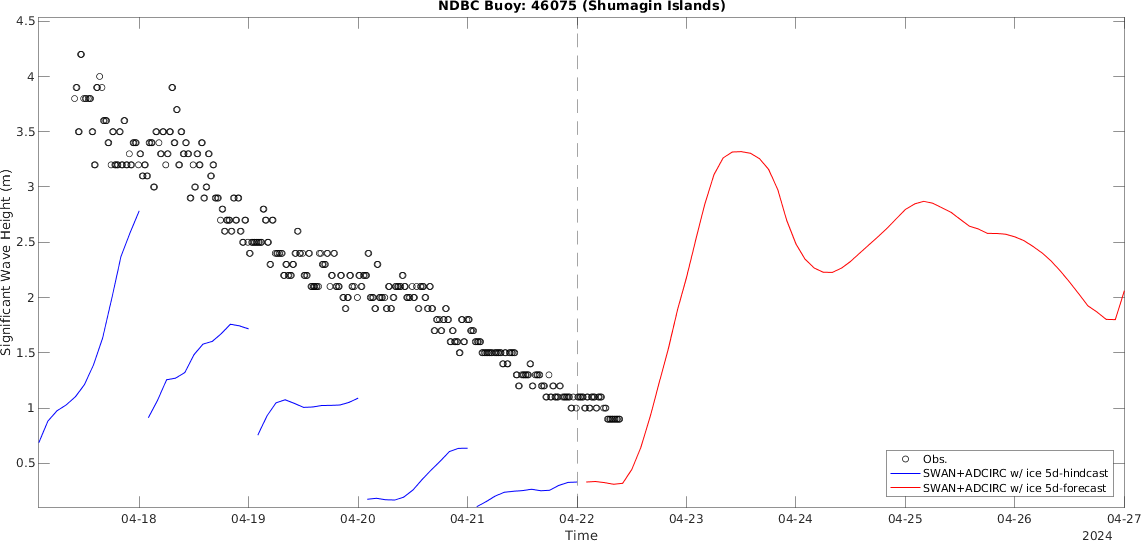 NDBC Buoy: 46075 (Shumagin Islands)
Significant Wave Height (m)
4.5
4
3.5
3
2.5
2
1.5
1
0.5
Obs.
SWAN+ADCIRC w/ ice 5d-hindcast
SWAN+ADCIRC w/ ice 5d-forecast
04-18 04-19 04-20 04-21 04-22 04-23 04-24 04-25 04-26 04-27
Time
2024